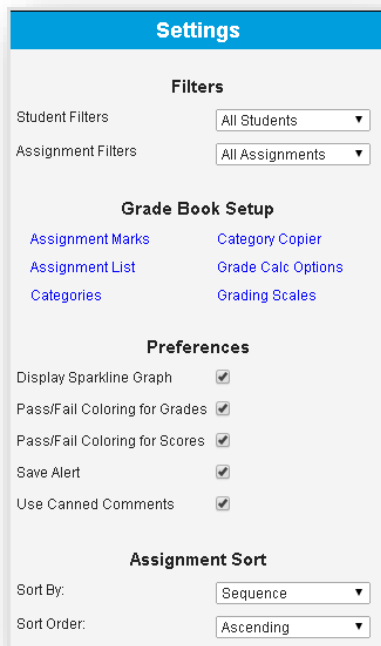 Settings
Filters
Student Filters All Students
Assignment Filters All Assignments
Grade Book Setup
Assignment Marks Category Copier
Assignment List Grade Calc Options
Categories Grading Scales
Preferences
Display Sparkline Graph
Pass/Fail Coloring for Grades
Pass/Fail Coloring for Scores
Save Alert
Use Canned Comments
Assignment Sort
Sort By: Sequence
Sort Order: Ascending